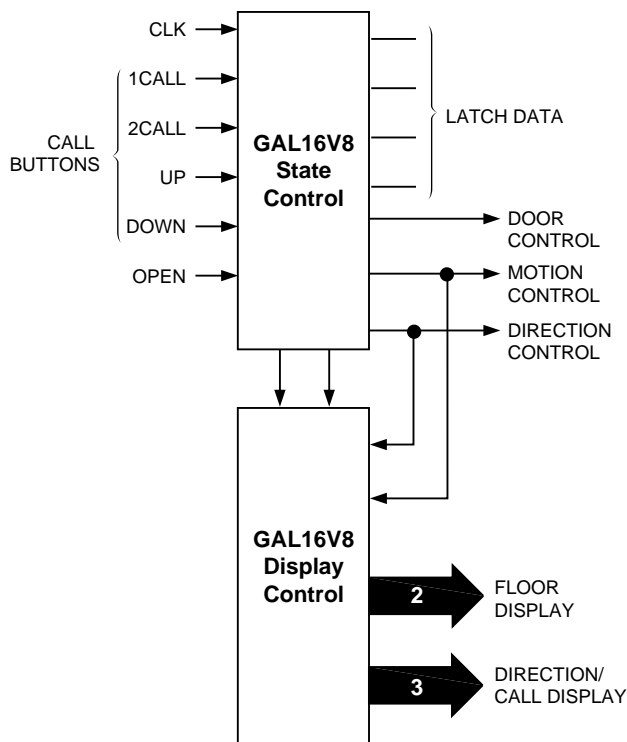 CLK
1CALL
2CALL
UP
DOWN
OPEN
CALL
BUTTONS
GAL16V8
State
Control
LATCH DATA
DOOR
CONTROL
MOTION
CONTROL
DIRECTION
CONTROL
GAL16V8
Display
Control
2
FLOOR
DISPLAY
3
DIRECTION/
CALL DISPLAY